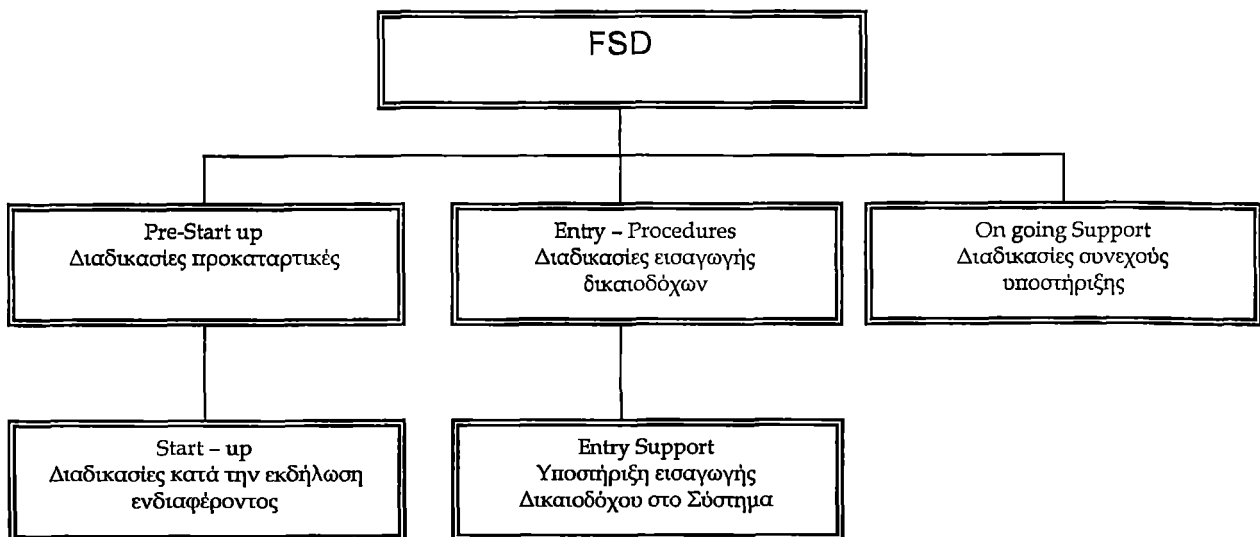 FSD
Pre-Start up
Διαδικασίες προκαταρτικές
Entry – Procedures
Διαδικασίες εισαγωγής
δικαιοδόχων
On going Support
Διαδικασίες συνεχούς
υποστήριξης
Start – up
Διαδικασίες κατά την εκδήλωση
ενδιαφέροντος
Entry Support
Υποστήριξη εισαγωγής
Δικαιοδόχου στο Σύστημα